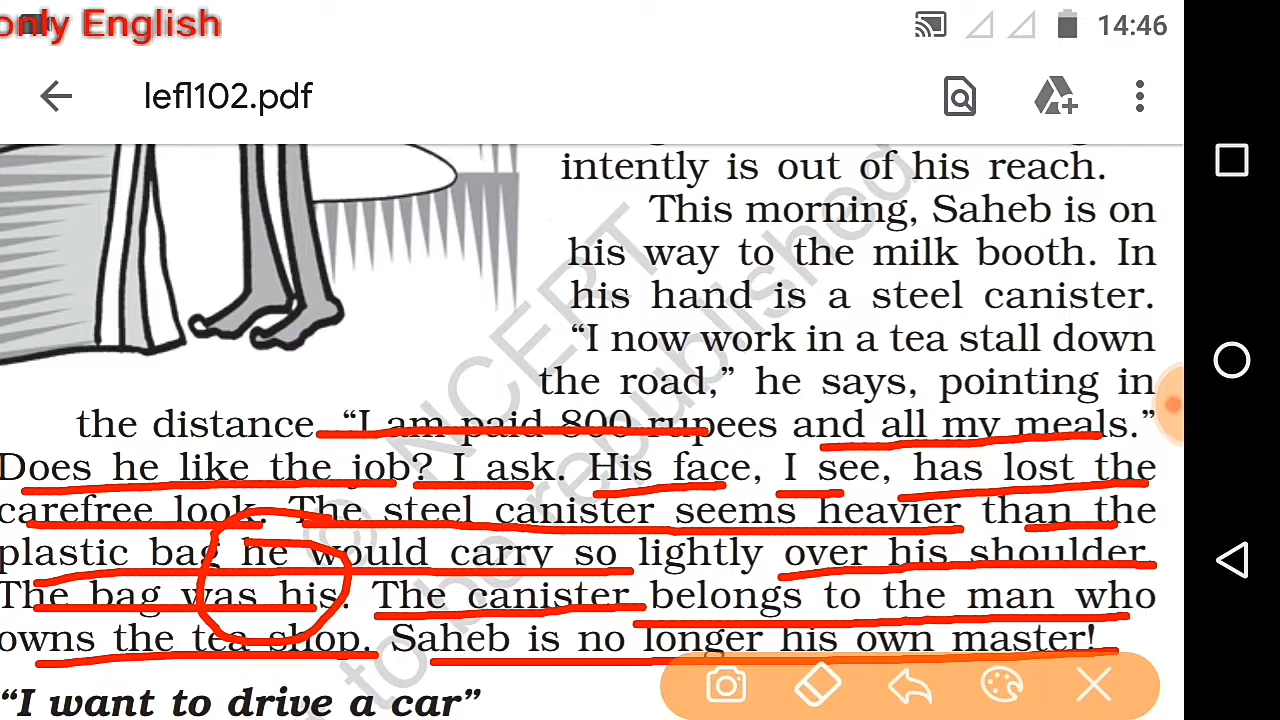 only English
14:46
lefl102.pdf
intently is out of his reach.
This morning, Saheb is on
his way to the milk booth. In
his hand is a steel canister.
“I now work in a tea stall down
the road,” he says, pointing in
the distance. “I am paid 800 rupees and all my meals.”
Does he like the job? I ask. His face, I see, has lost the
carefree look. The steel canister seems heavier than the
plastic bag he would carry so lightly over his shoulder.
The bag was his. The canister belongs to the man who
owns the tea shop. Saheb is no longer his own master!
“I want to drive a car”
© NCERT
to be republished